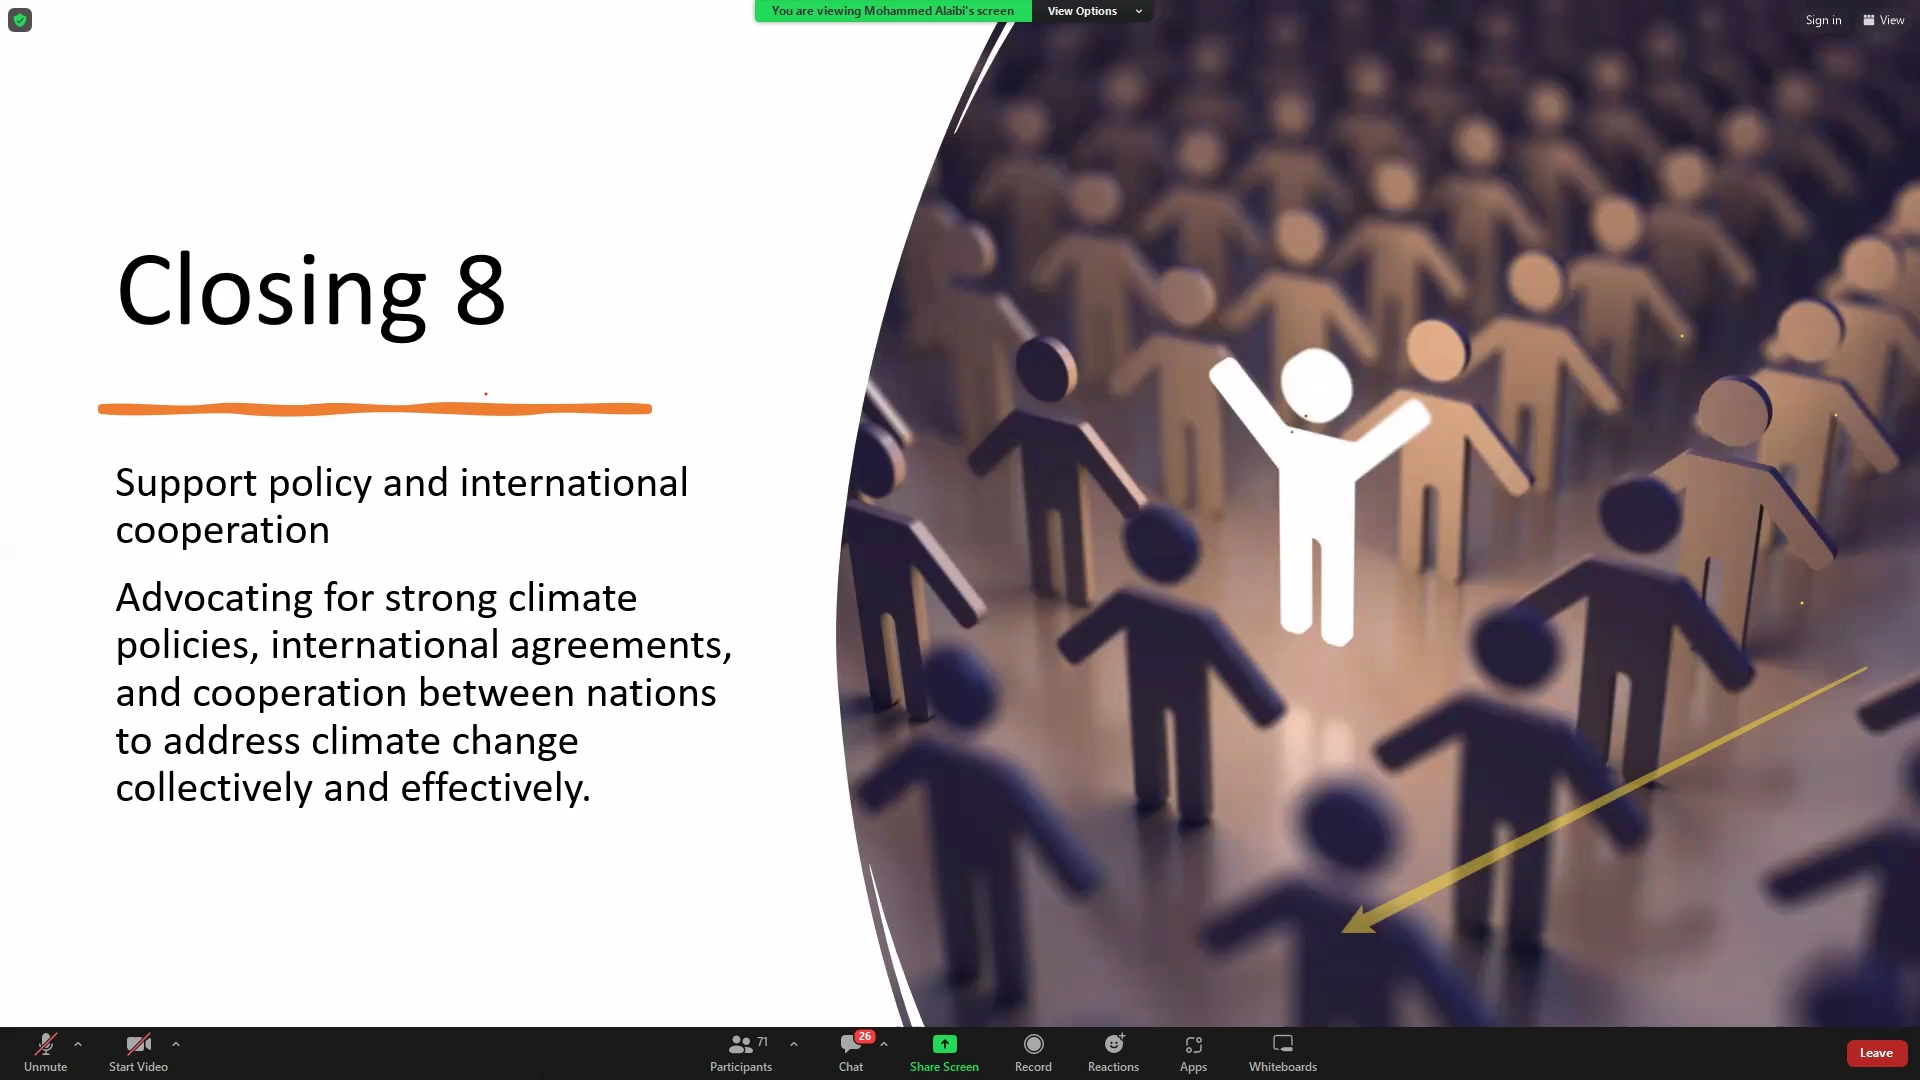 You are viewing Mohammed Alaibi's screen
View Options
Sign in
View
Closing 8
Support policy and international
cooperation
Advocating for strong climate
policies, international agreements,
and cooperation between nations
to address climate change
collectively and effectively.
Unmute
Start Video
71
Participants
26
Chat
Share Screen
Record
Reactions
Apps
Whiteboards
Leave